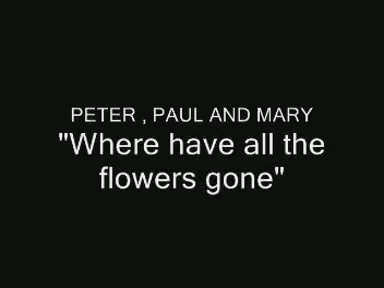 PETER , PAUL AND MARY
"Where have all the
flowers gone"